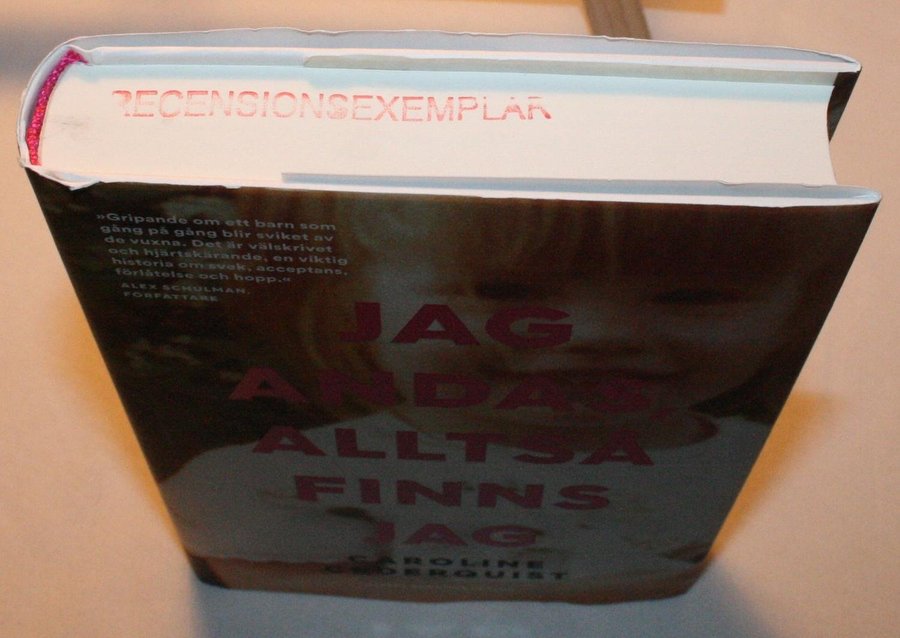 RECENSIONSEXEMPLAR
»Gripande om ett barn som
gång på gång blir sviket av
de vuxna. Det är välskrivet
och hjärtskärande, en viktig
historia om svek, acceptans,
förlåtelse och hopp.«
ALEX SCHULMAN,
FÖRFATTARE
JAG
ANDAS,
ALLTSÅ
FINNS
JAG
CAROLINE
CEDERQUIST